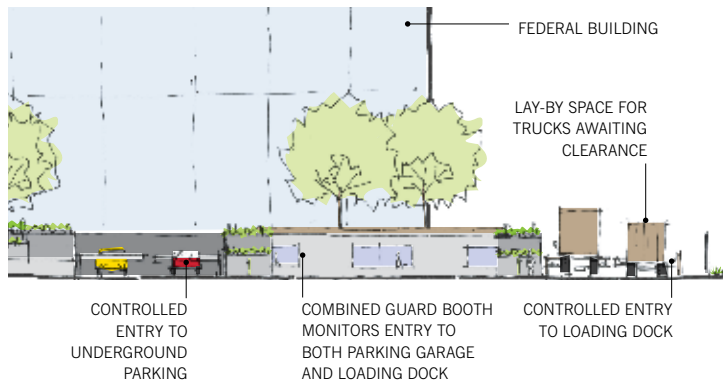 FEDERAL BUILDING
LAY-BY SPACE FOR
TRUCKS AWAITING
CLEARANCE
CONTROLLED
ENTRY TO
UNDERGROUND
PARKING
COMBINED GUARD BOOTH
MONITORS ENTRY TO
BOTH PARKING GARAGE
AND LOADING DOCK
CONTROLLED ENTRY
TO LOADING DOCK